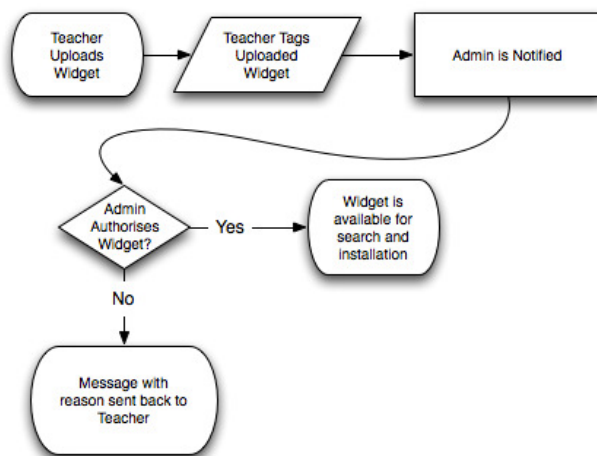 Teacher
Uploads
Widget
Teacher Tags
Uploaded
Widget
Admin is Notified
Admin
Authorises
Widget?
Yes
Widget is
available for
search and
installation
No
Message with
reason sent back to
Teacher